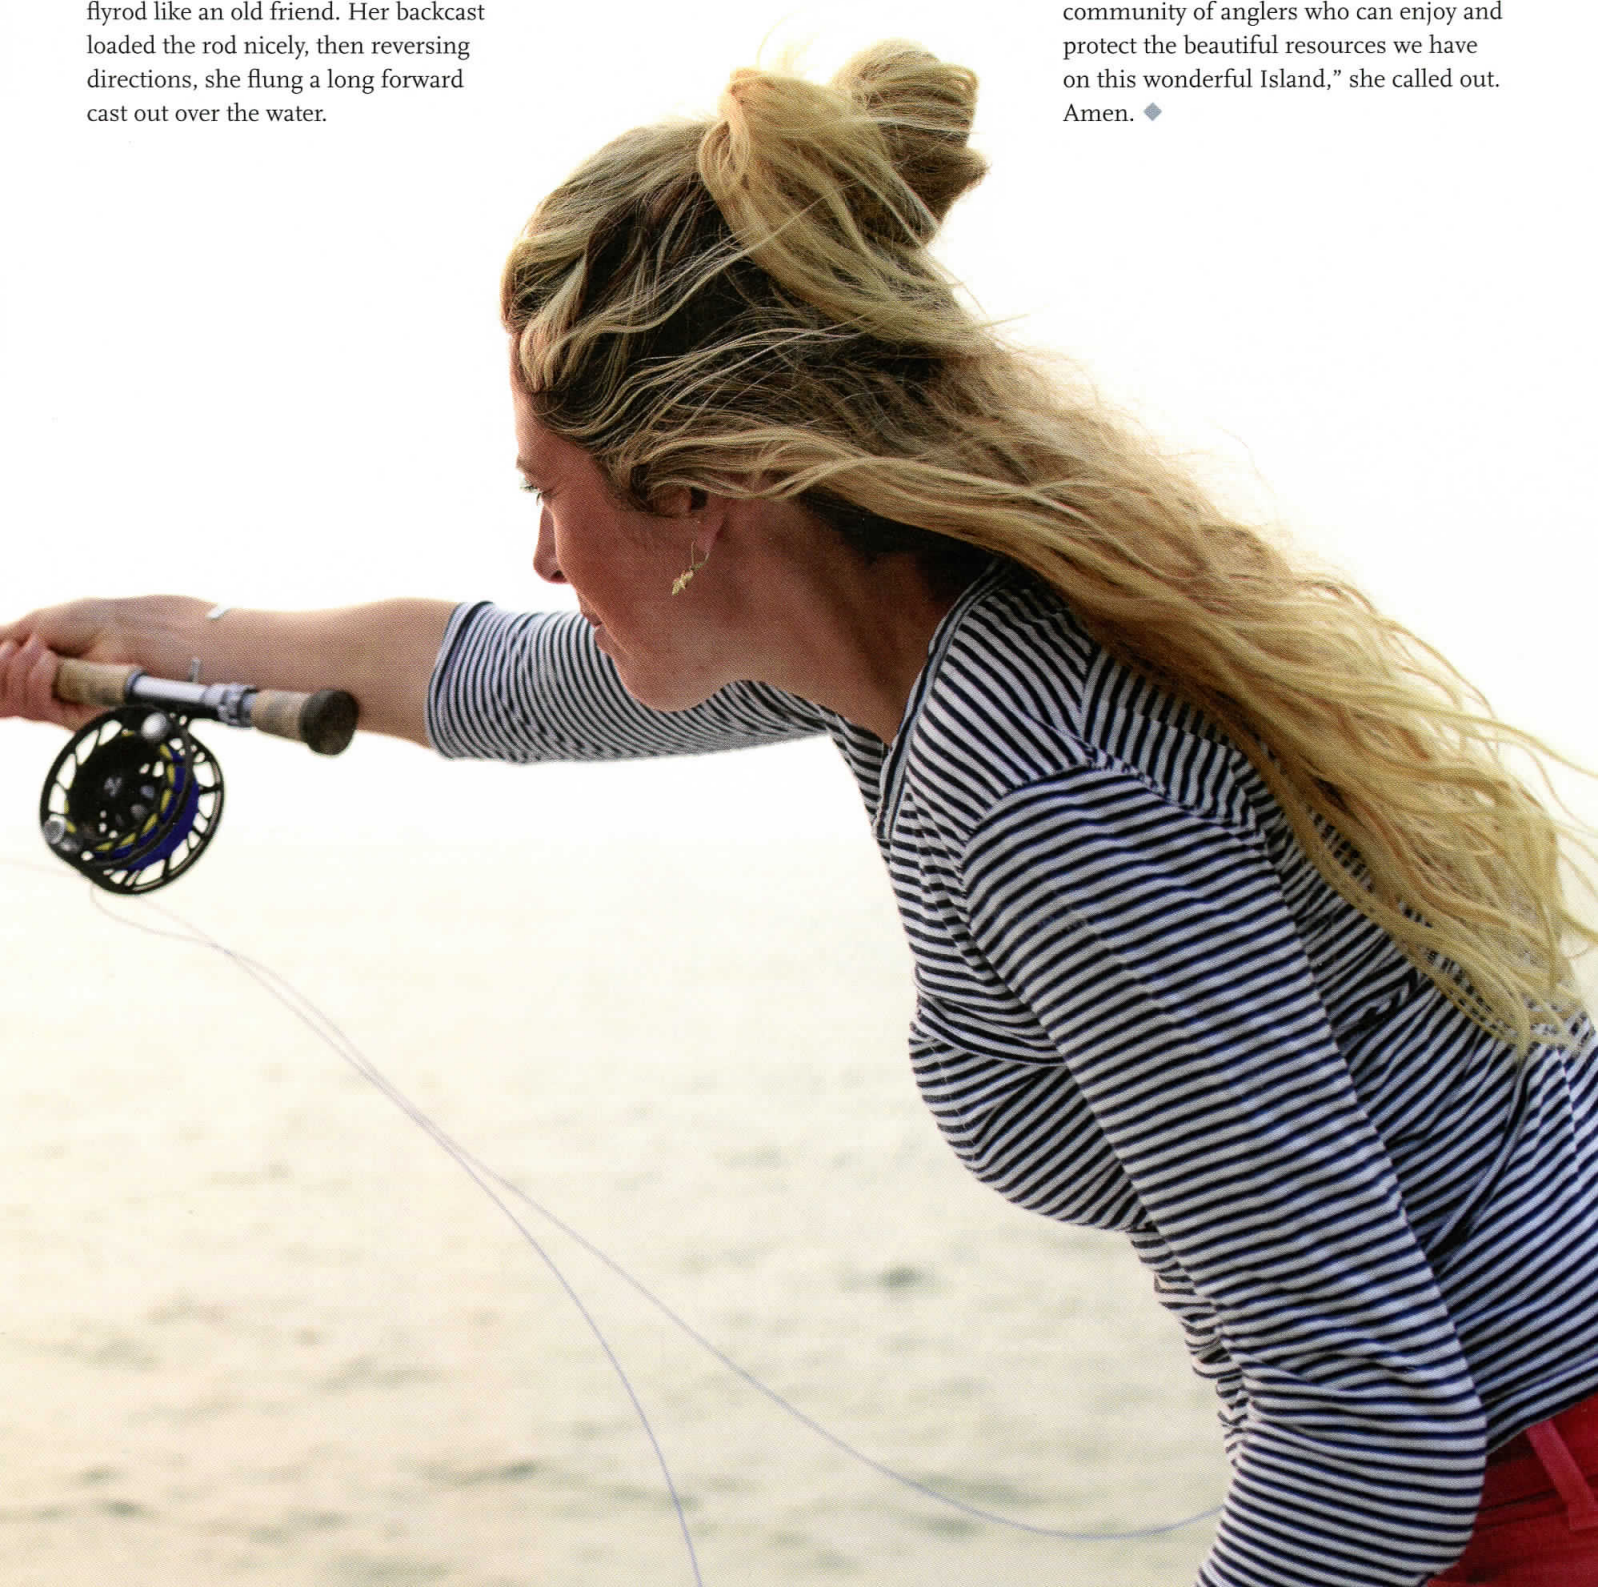 flyrod like an old friend. Her backcast
loaded the rod nicely, then reversing
directions, she flung a long forward
cast out over the water.
community of anglers who can enjoy and
protect the beautiful resources we have
on this wonderful Island,” she called out.
Amen. ◆